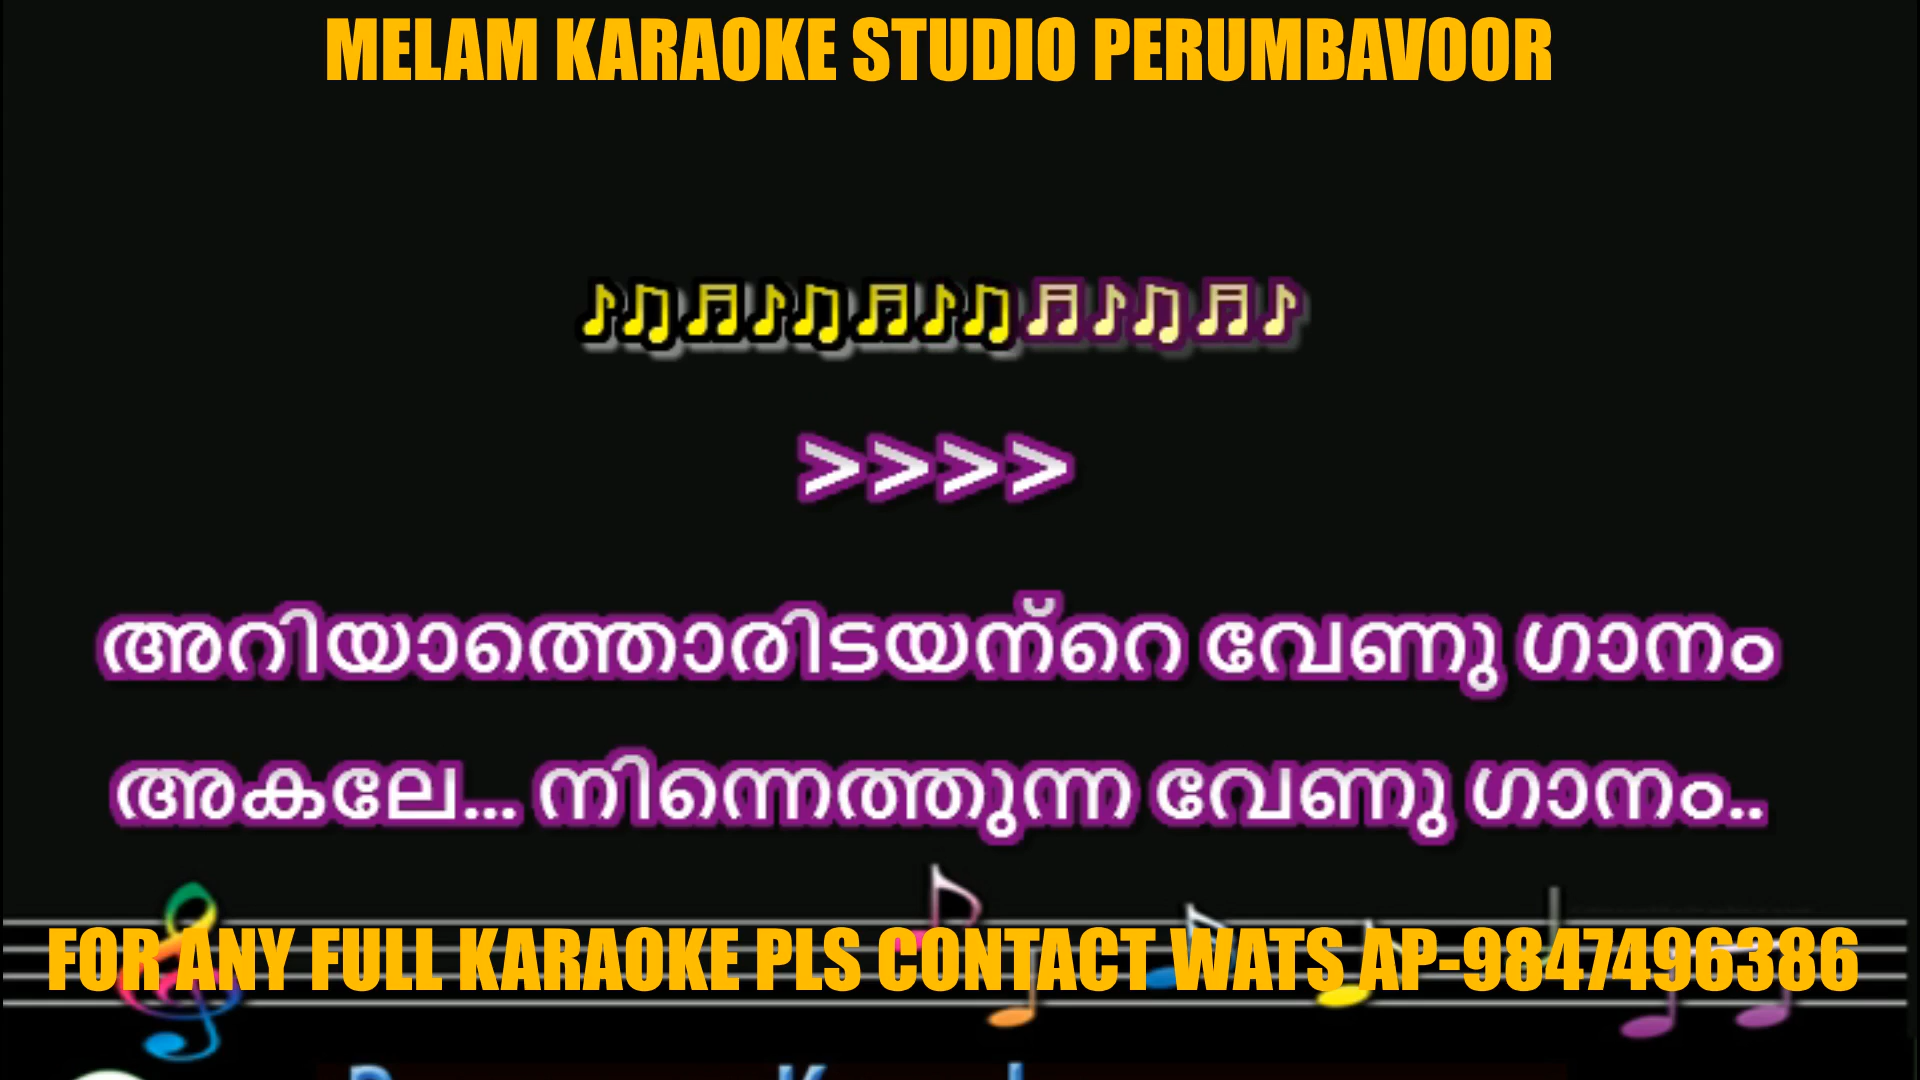 MELAM KARAOKE STUDIO PERUMBAVOOR
♪♫♬♪♫♬♪♫♬♪♫♬♪
>>>>
അറിയാത്തൊരിടയന്റെ വേണു ഗാനം
അകലേ... നിന്നെത്തുന്ന വേണു ഗാനം..
FOR ANY FULL KARAOKE PLS CONTACT WATS AP-9847496386